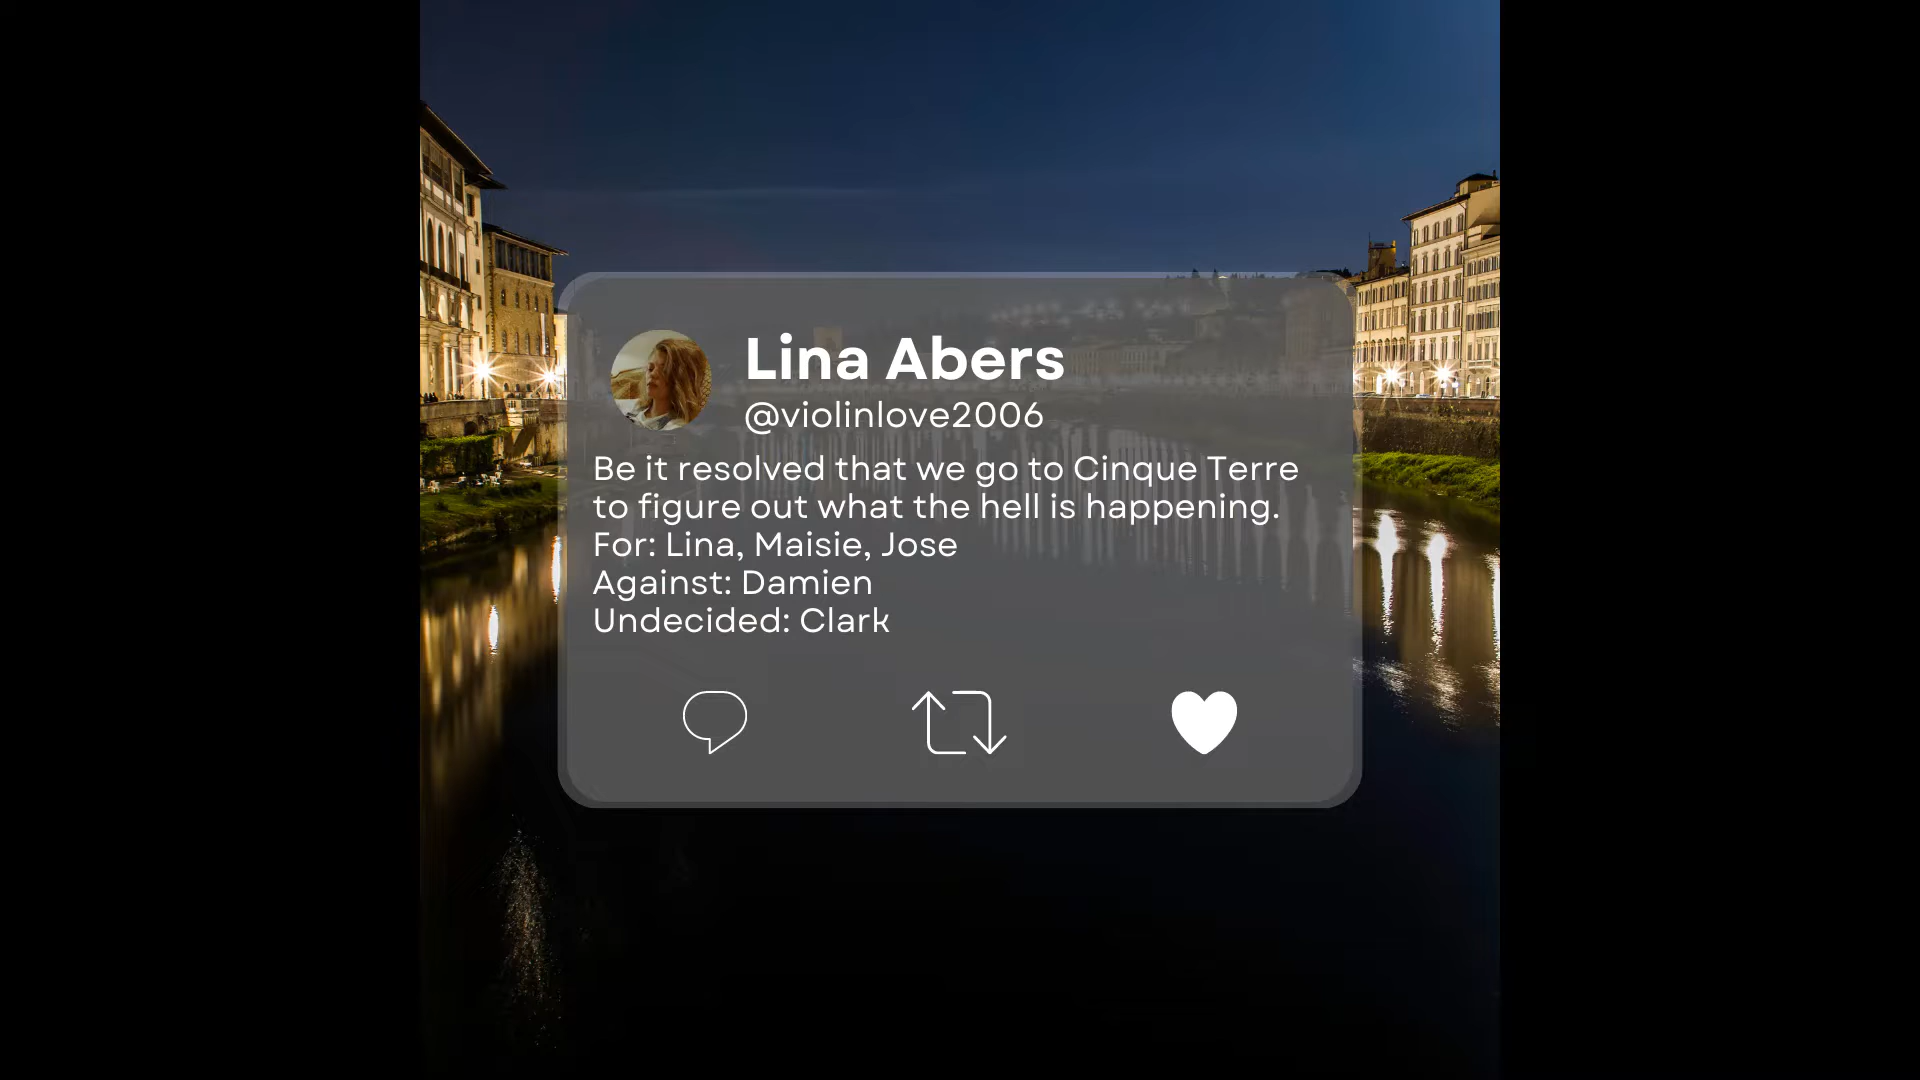 Lina Abers
@violinlove2006
Be it resolved that we go to Cinque Terre
to figure out what the hell is happening.
For: Lina, Maisie, Jose
Against: Damien
Undecided: Clark